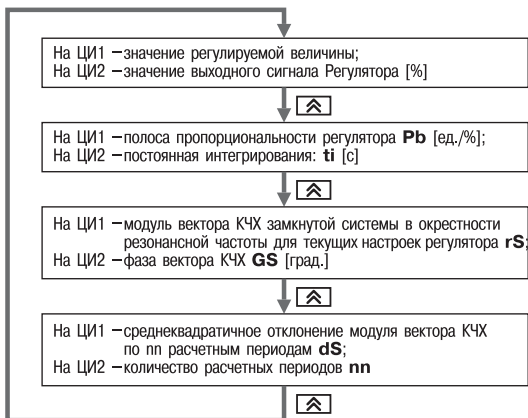 На ЦИ1 –значение регулируемой величины;
На ЦИ2 –значение выходного сигнала Регулятора [%]
На ЦИ1 –полоса пропорциональности регулятора Pb [ед./%];
На ЦИ2 –постоянная интегрирования: ti [с]
На ЦИ1 –модуль вектора КЧХ замкнутой системы в окрестности
резонансной частоты для текущих настроек регулятора rS;
На ЦИ2 –фаза вектора КЧХ GS [град.]
На ЦИ1 –среднеквадратичное отклонение модуля вектора КЧХ
по nn расчетным периодам dS;
На ЦИ2 –количество расчетных периодов nn